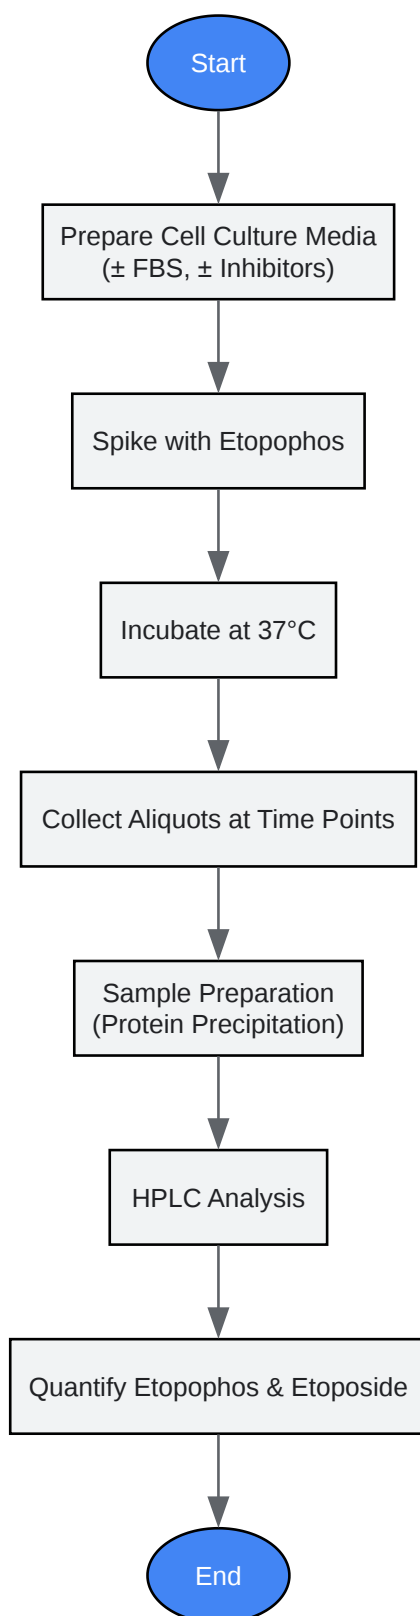 Start
Prepare Cell Culture Media
(± FBS, ± Inhibitors)
Spike with Etopophos
Incubate at 37°C
Collect Aliquots at Time Points
Sample Preparation
(Protein Precipitation)
HPLC Analysis
Quantify Etopophos & Etoposide
End